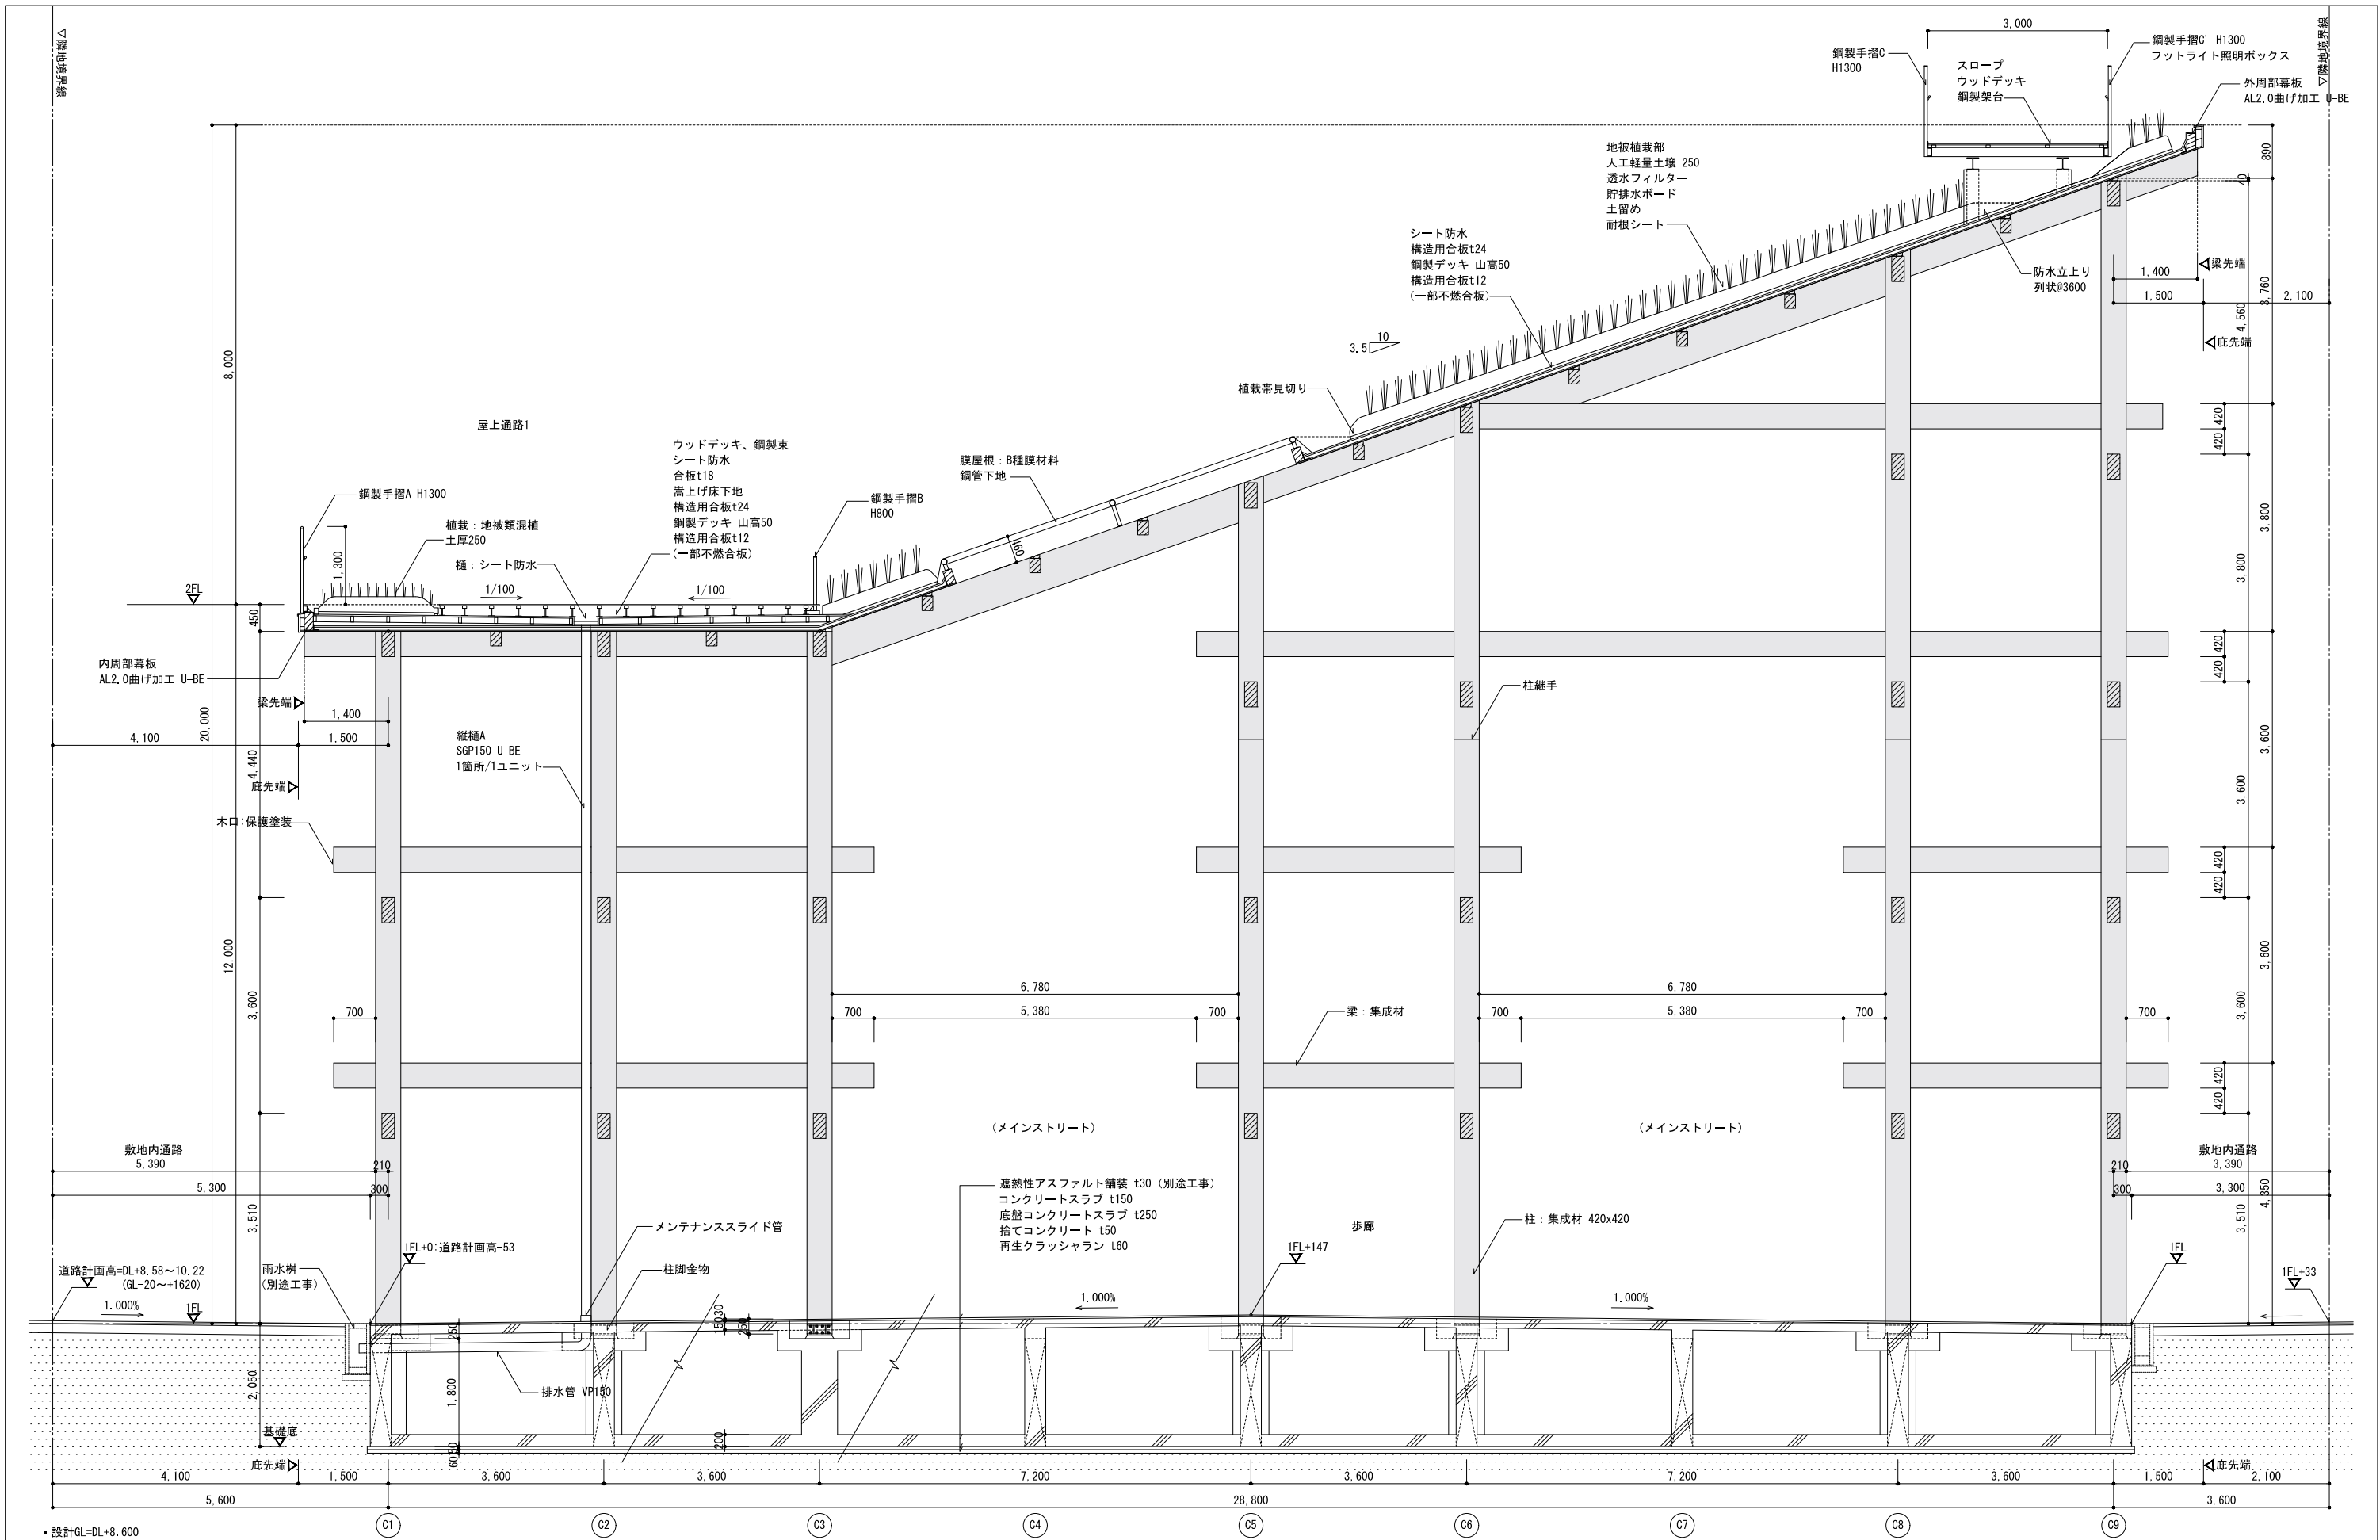 ▽隣地境界線
3,000
鋼製手摺C
H1300
スロープ
ウッドデッキ
鋼製架台
鋼製手摺C' H1300
フットライト照明ボックス
外周部幕板
AL2.0曲げ加工 U-BE
▽隣地境界線
地被植栽部
人工軽量土壌 250
透水フィルター
貯排水ボード
土留め
耐根シート
シート防水
構造用合板t24
鋼製デッキ 山高50
構造用合板t12
(一部不燃合板)
防水立上り
列状@3600
890
40
梁先端
1,400
1,500
2,100
3,760
4,560
庇先端
8,000
10
3.5
植栽帯見切り
屋上通路1
ウッドデッキ、鋼製束
シート防水
合板t18
嵩上げ床下地
構造用合板t24
鋼製デッキ 山高50
構造用合板t12
(一部不燃合板)
膜屋根：B種膜材料
鋼管下地
鋼製手摺A H1300
植栽：地被類混植
土厚250
樋：シート防水
鋼製手摺B
H800
1,300
460
1/100
1/100
2FL
450
420
420
3,800
3,800
420
420
内周部幕板
AL2.0曲げ加工 U-BE
梁先端
1,400
4,100
1,500
20,000
4,440
庇先端
縦樋A
SGP150 U-BE
1箇所/1ユニット
柱継手
3,600
3,600
木口：保護塗装
420
420
12,000
3,600
3,600
3,600
6,780
6,780
700
700
5,380
700
700
5,380
700
700
梁：集成材
420
420
(メインストリート)
(メインストリート)
敷地内通路
5,390
210
5,300
300
敷地内通路
210
3,390
300
3,300
4,350
3,510
3,510
遮熱性アスファルト舗装 t30（別途工事）
コンクリートスラブ t150
底盤コンクリートスラブ t250
捨てコンクリート t50
再生クラッシャラン t60
歩廊
柱：集成材 420x420
メンテナンススライド管
1FL+0：道路計画高-53
1FL+147
1FL
1FL+33
道路計画高=DL+8.58〜10.22
(GL-20〜+1620)
雨水桝
(別途工事)
柱脚金物
1.000%
1FL
1.000%
1.000%
250
150
30
250
2,050
1,800
排水管 VP150
200
基礎底
60
50
庇先端
庇先端
4,100
1,500
3,600
3,600
7,200
3,600
7,200
3,600
1,500
2,100
5,600
28,800
3,600
・設計GL=DL+8.600
C1
C2
C3
C4
C5
C6
C7
C8
C9